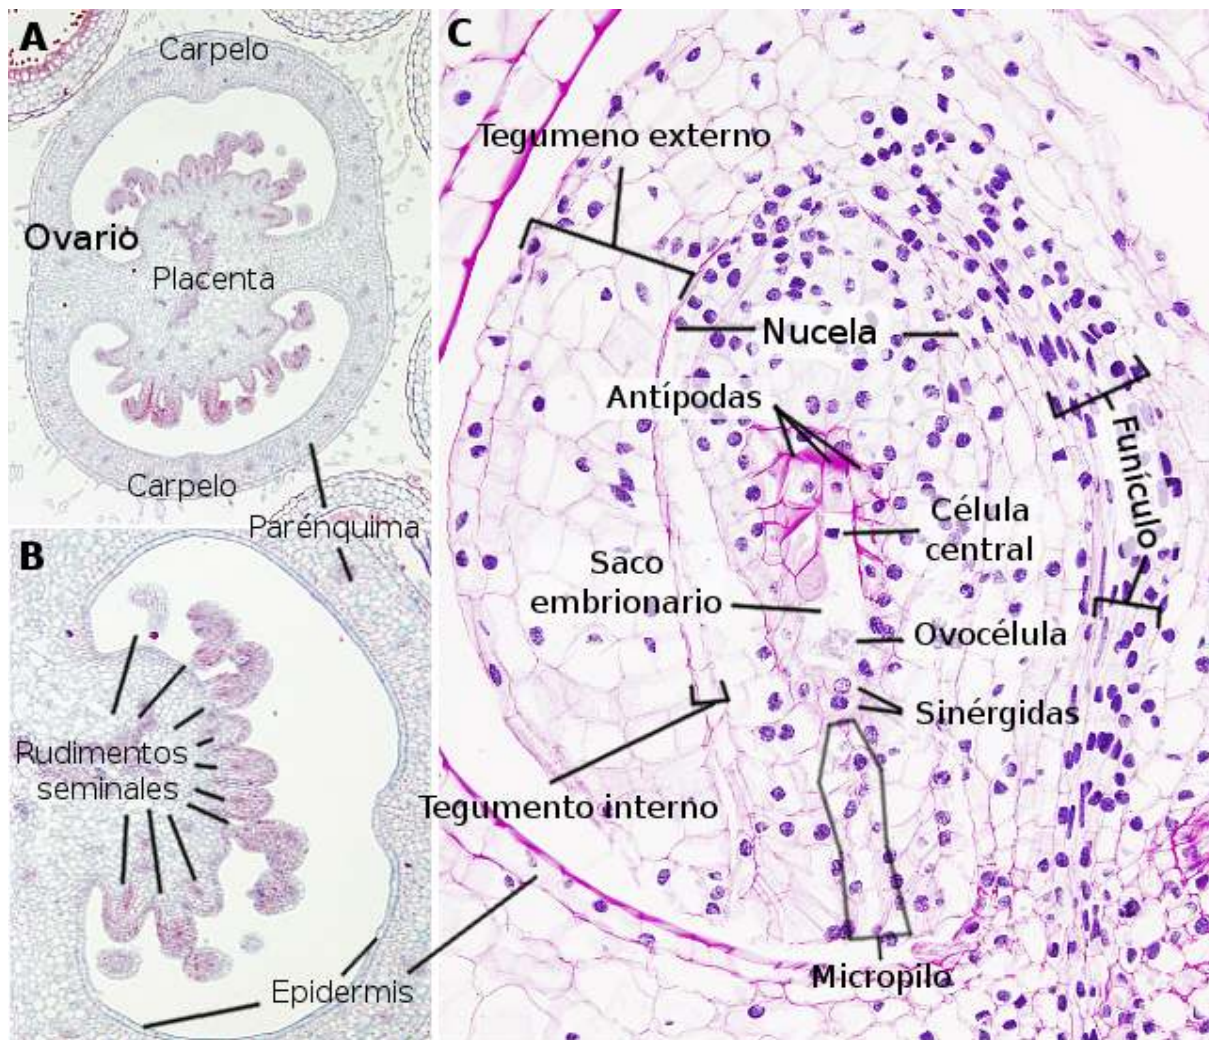 A
Carpelo
Ovario
Placenta
Carpelo
Parénquima
B
Rudimentos
seminales
Epidermis
C
Tegumeno externo
Nucela
Antípodas
Célula
central
Funículo
Saco
embrionario
Ovocélula
Sinérgidas
Tegumento interno
Micropilo